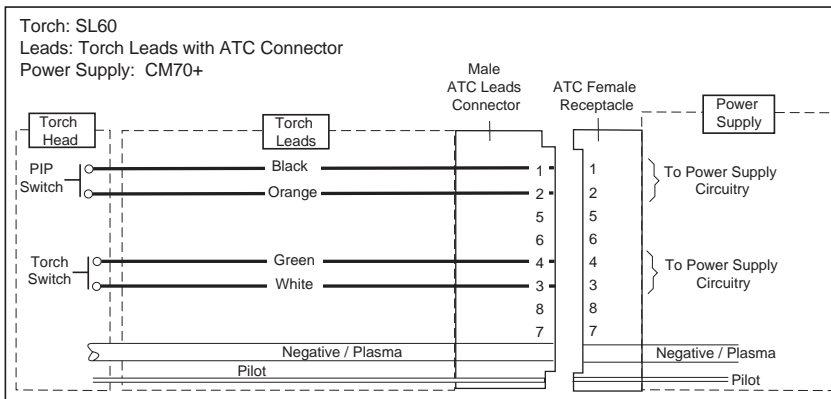 Torch: SL60
Leads: Torch Leads with ATC Connector
Power Supply: CM70+
Male
ATC Leads
Connector
ATC Female
Receptacle
Power
Supply
Torch
Head
Torch
Leads
PIP
Switch
Black
Orange
1
2
5
6
4
3
8
7
1
2
5
6
4
3
8
7
To Power Supply
Circuitry
Torch
Switch
Green
White
To Power Supply
Circuitry
Negative / Plasma
Pilot
Negative / Plasma
Pilot